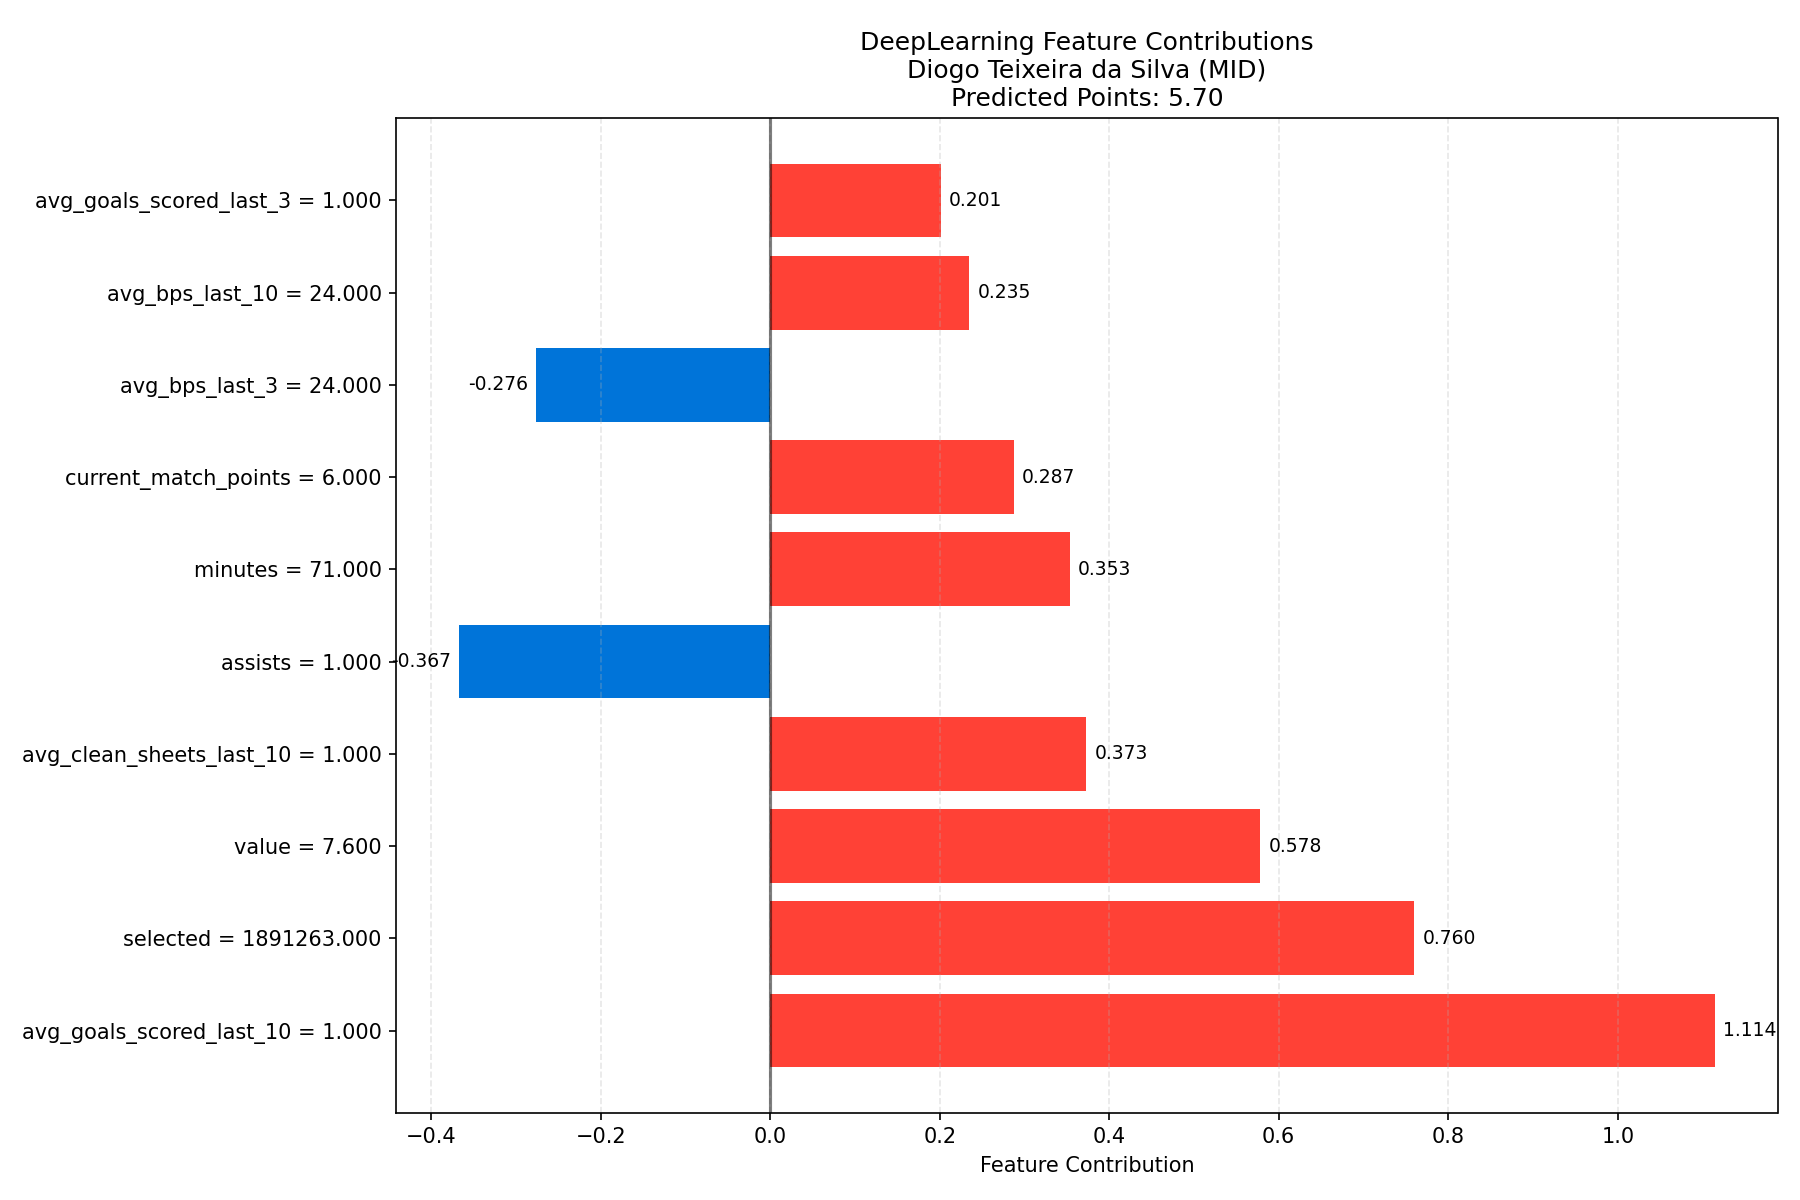 DeepLearning Feature Contributions
Diogo Teixeira da Silva (MID)
Predicted Points: 5.70
avg_goals_scored_last_3 = 1.000
0.201
avg_bps_last_10 = 24.000
0.235
avg_bps_last_3 = 24.000
-0.276
current_match_points = 6.000
0.287
minutes = 71.000
0.353
assists = 1.000
-0.367
avg_clean_sheets_last_10 = 1.000
0.373
value = 7.600
0.578
selected = 1891263.000
0.760
avg_goals_scored_last_10 = 1.000
1.114
−0.4 −0.2 0.0 0.2 0.4 0.6 0.8 1.0
Feature Contribution